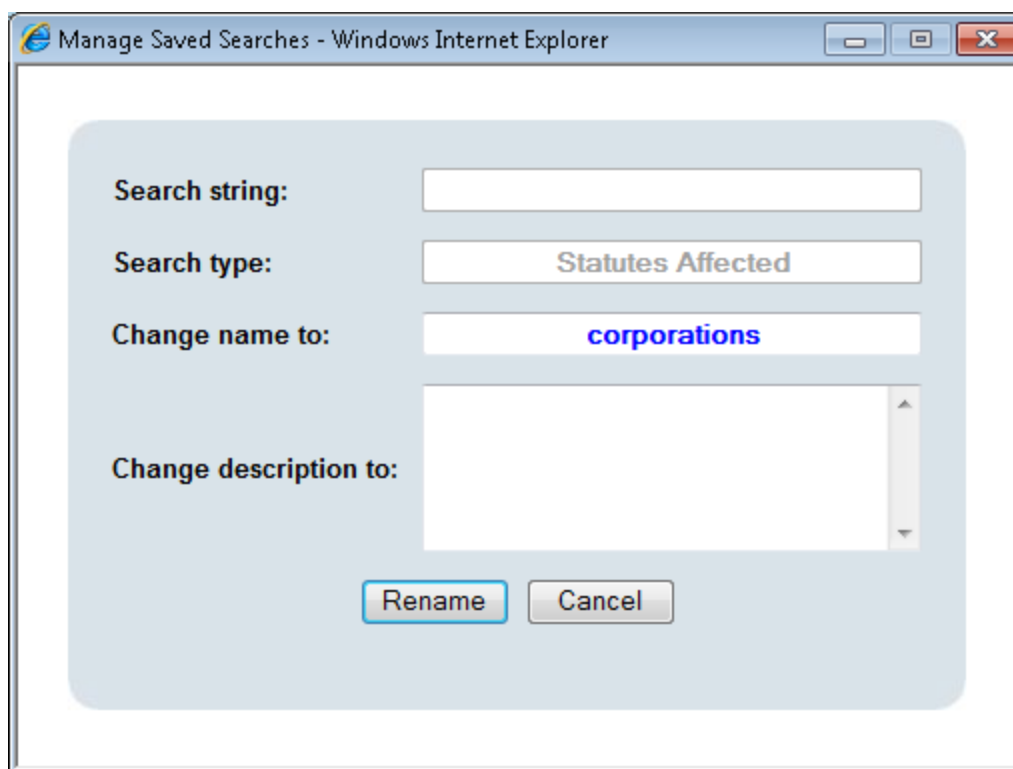 Manage Saved Searches - Windows Internet Explorer
Search string:
Search type: Statutes Affected
Change name to: corporations
Change description to:
Rename Cancel